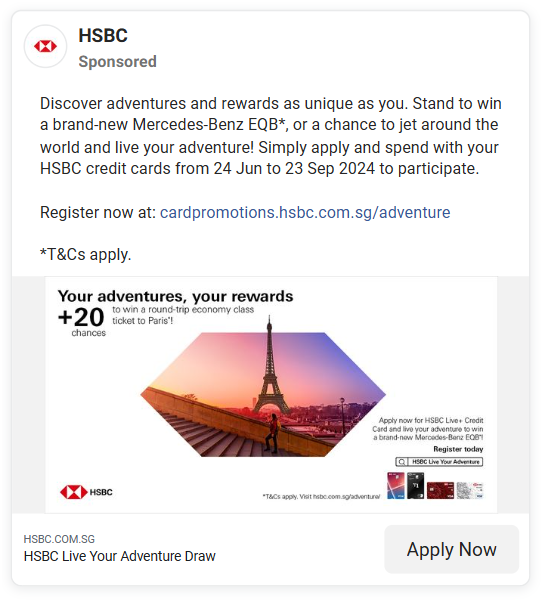 HSBC
Sponsored
Discover adventures and rewards as unique as you. Stand to win
a brand-new Mercedes-Benz EQB*, or a chance to jet around the
world and live your adventure! Simply apply and spend with your
HSBC credit cards from 24 Jun to 23 Sep 2024 to participate.
Register now at: cardpromotions.hsbc.com.sg/adventure
*T&Cs apply.
Your adventures, your rewards
+20
chances
to win a round-trip economy class
ticket to Paris*!
Apply now for HSBC Live+ Credit
Card and live your adventure to win
a brand-new Mercedes-Benz EQB*!
Register today
HSBC Live Your Adventure
HSBC
*T&Cs apply. Visit hsbc.com.sg/adventure/
HSBC.COM.SG
HSBC Live Your Adventure Draw
Apply Now